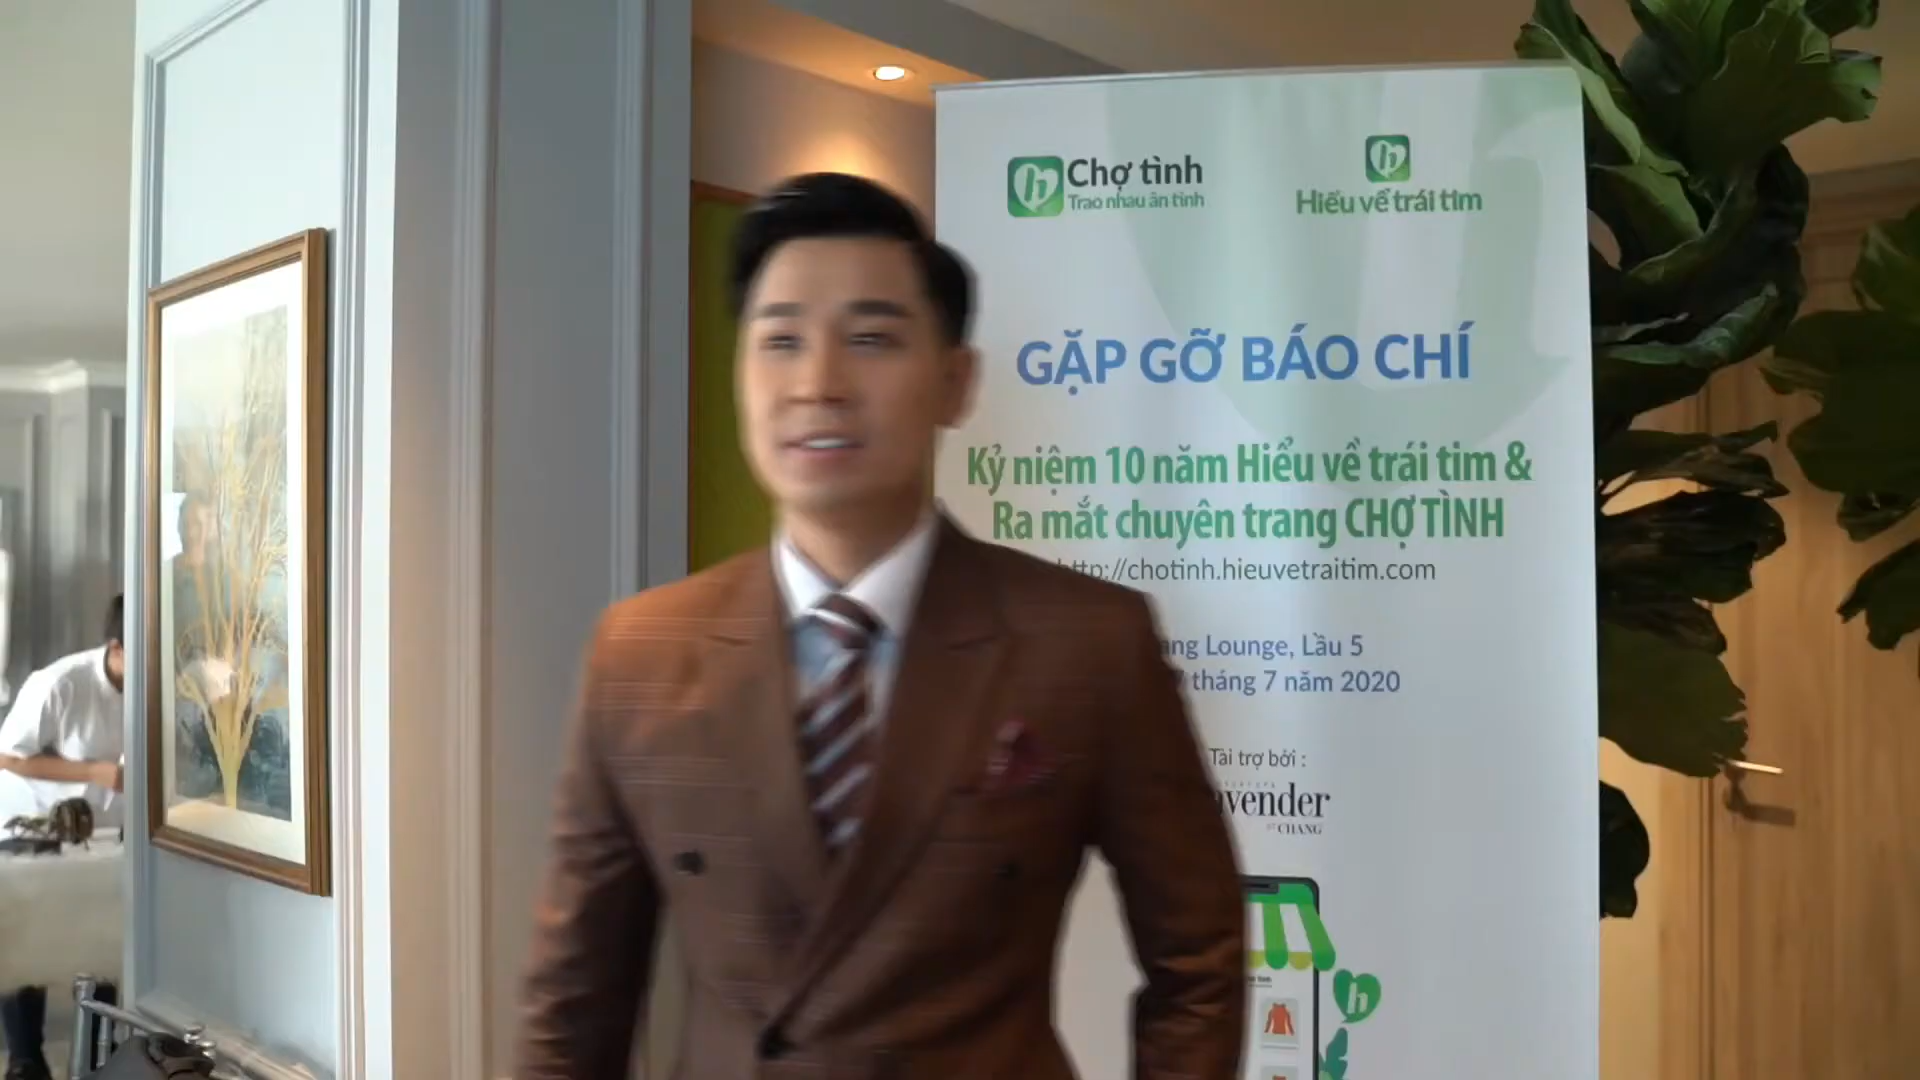 Chợ tình
Trao nhau ân tình
Hiểu về trái tim
GẶP GỠ BÁO CHÍ
Kỷ niệm 10 năm Hiểu về trái tim &
Ra mắt chuyên trang CHỢ TÌNH
http://chotinh.hieuvetraitim.com
Lounge, Lầu 5
tháng 7 năm 2020
Tài trợ bởi :
BY CHANG